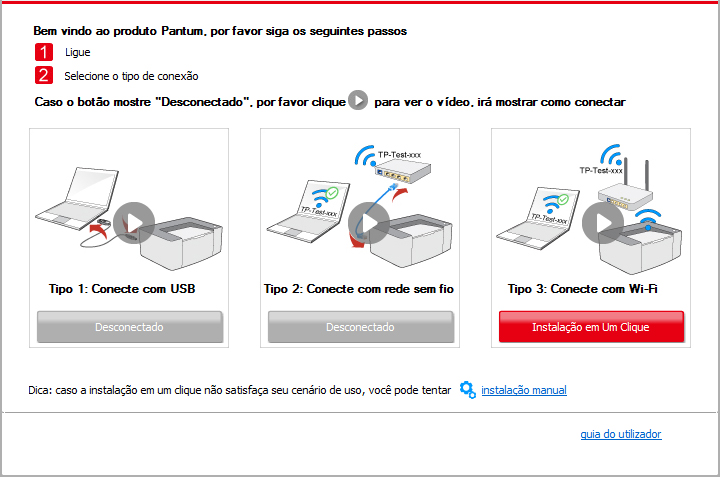 Bem vindo ao produto Pantum, por favor siga os seguintes passos
1 Ligue
2 Selecione o tipo de conexão
Caso o botão mostre "Desconectado", por favor clique para ver o vídeo, irá mostrar como conectar
TP-Test-xxx
TP-Test-xxx
TP-Test-xxx
TP-Test-xxx
Tipo 1: Conecte com USB
Tipo 2: Conecte com rede sem fio
Tipo 3: Conecte com Wi-Fi
Desconectado
Desconectado
Instalação em Um Clique
Dica: caso a instalação em um clique não satisfaça seu cenário de uso, você pode tentar instalação manual
guia do utilizador